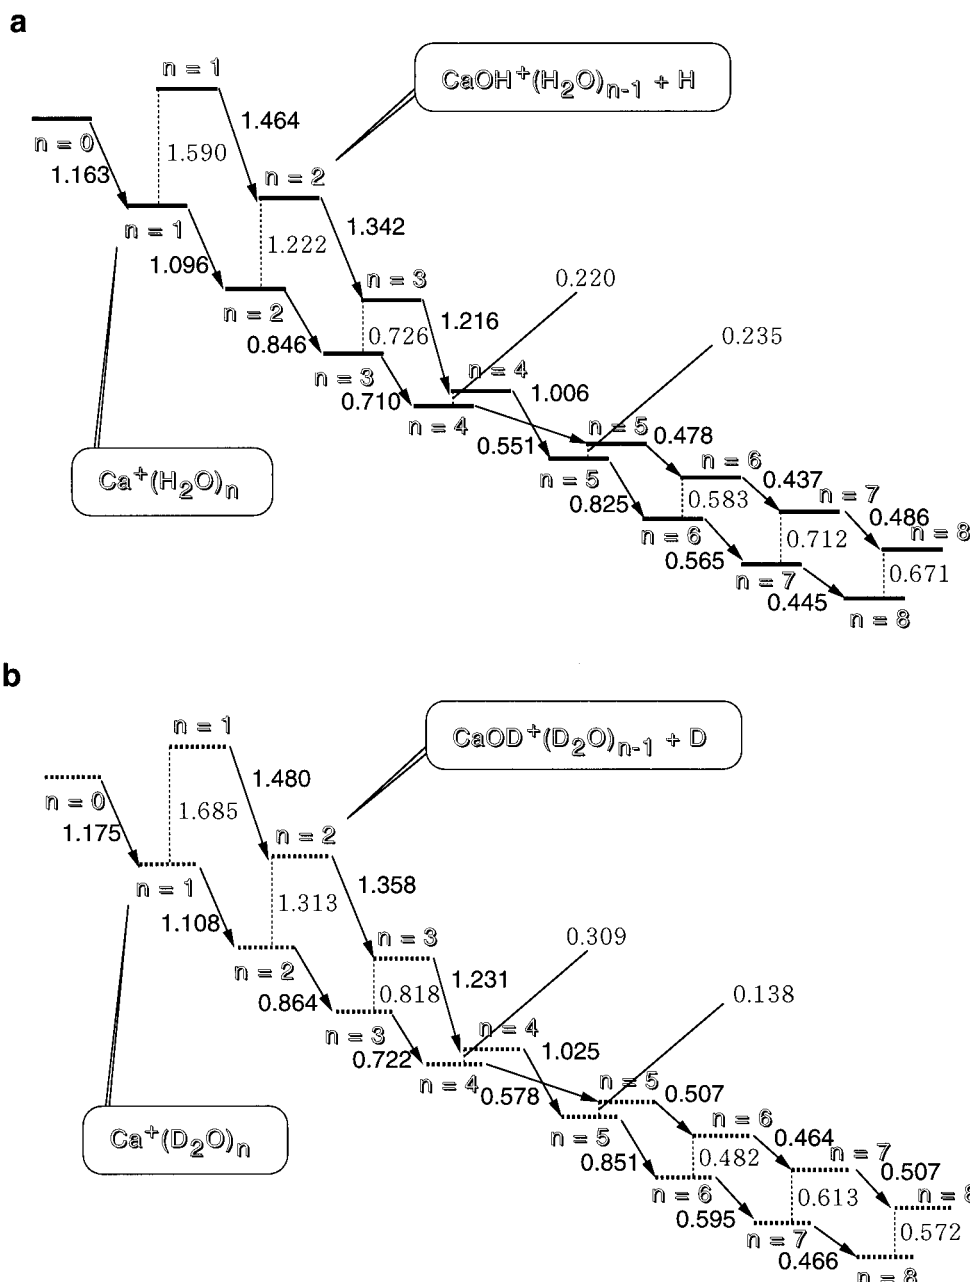 a
n = 1
CaOH+(H2O)n-1 + H
n = 0
1.464
1.163
1.590
n = 2
n = 1
1.342
1.222
1.096
n = 3
0.220
n = 2
0.846
0.726
1.216
0.235
n = 3
n = 4
0.710
1.006
n = 4
n = 5
0.478
0.551
n = 6
n = 5
0.437
Ca+(H2O)n
0.825
0.583
n = 7
0.486
n = 8
n = 6
0.565
0.712
n = 7
0.671
0.445
n = 8
b
n = 1
CaOD+(D2O)n-1 + D
n = 0
1.480
1.175
1.685
n = 2
n = 1
1.358
1.313
1.108
n = 3
0.309
n = 2
0.864
0.818
1.231
0.138
n = 3
n = 4
0.722
1.025
n = 4
0.578
n = 5
0.507
n = 6
n = 5
0.464
Ca+(D2O)n
0.851
0.482
n = 7
0.507
n = 6
n = 8
0.595
0.613
n = 7
0.572
0.466
n = 8